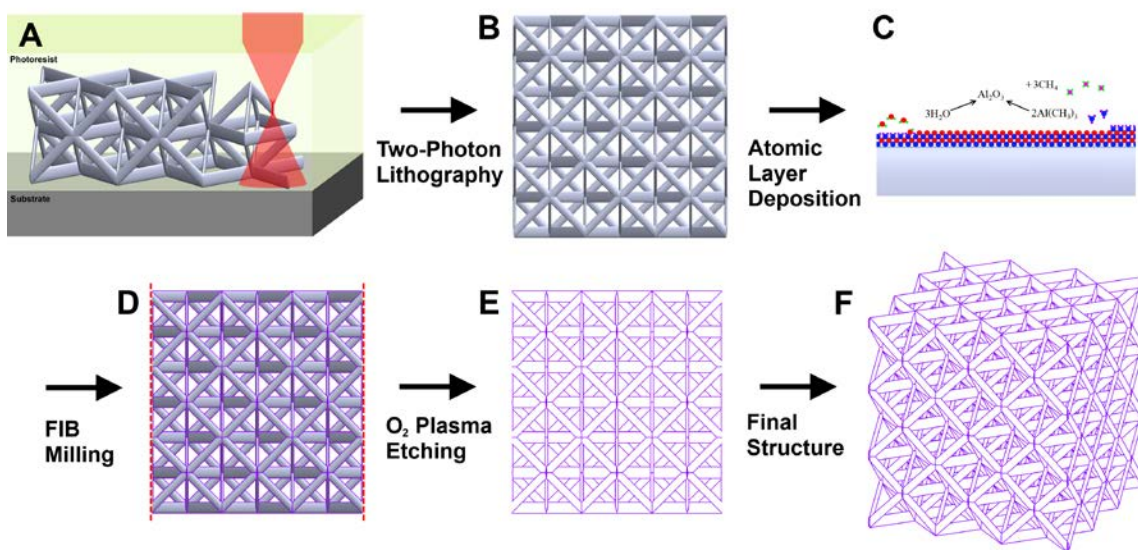 A
Photoresist
Substrate
Two-Photon
Lithography
B
Atomic
Layer
Deposition
C
+3CH₄
Al₂O₃
3H₂O
2Al(CH₃)₃
FIB
Milling
D
O₂ Plasma
Etching
E
Final
Structure
F